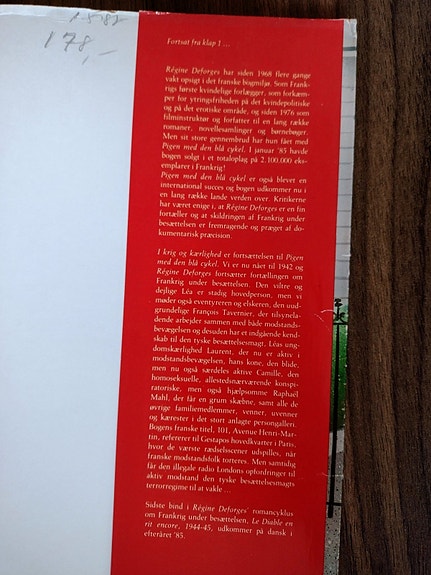 1-5-87
178,-
Fortsat fra klap 1 ...
Régine Deforges har siden 1968 flere gange
vakt opsigt i det franske bogmiljø. Som Frank-
rigs første kvindelige forlægger, som forkæm-
per for ytringsfriheden på det kvindepolitiske
og på det erotiske område, og siden 1976 som
filminstruktør og forfatter til en lang række
romaner, novellesamlinger og børnebøger.
Men sit store gennembrud har hun fået med
Pigen med den blå cykel. I januar '85 havde
bogen solgt i et totaloplag på 2.100.000 eks-
emplarer i Frankrig!
Pigen med den blå cykel er også blevet en
international succes og bogen udkommer nu i
en lang række lande verden over. Kritikerne
har været enige i, at Régine Deforges er en fin
fortæller og at skildringen af Frankrig under
besættelsen er fremragende og præget af do-
kumentarisk præcision.
I krig og kærlighed er fortsættelsen til Pigen
med den blå cykel. Vi er nu nået til 1942 og
Régine Deforges fortsætter fortællingen om
Frankrig under besættelsen. Den viltre og
dejlige Léa er stadig hovedperson, men vi
møder også eventyreren og elskeren, den uud-
grundelige François Tavernier, der tilsynela-
dende arbejder sammen med både modstands-
bevægelsen og desuden har et indgående kend-
skab til den tyske besættelsesmagt, Léas ung-
domskærlighed Laurent, der nu er aktiv i
modstandsbevægelsen, hans kone, den blide,
men nu også særdeles aktive Camille, den
homoseksuelle, allestedsnærværende konspi-
ratoriske, men også hjælpsomme Raphaël
Mahl, der får en grum skæbne, samt alle de
øvrige familiemedlemmer, venner, uvenner
og kærester i det stort anlagte persongalleri.
Bogens franske titel, 101, Avenue Henri-Mar-
tin, refererer til Gestapos hovedkvarter i Paris,
hvor de værste rædselsscener udspilles, når
franske modstandsfolk tortereres. Men samtidig
får den illegale radio Londons opfordringer til
aktiv modstand den tyske besættelsesmagts
terrorregime til at vakle ...
Sidste bind i Régine Deforges' romancyklus
om Frankrig under besættelsen, Le Diable en
rit encore, 1944-45, udkommer på dansk i
efteråret '85.